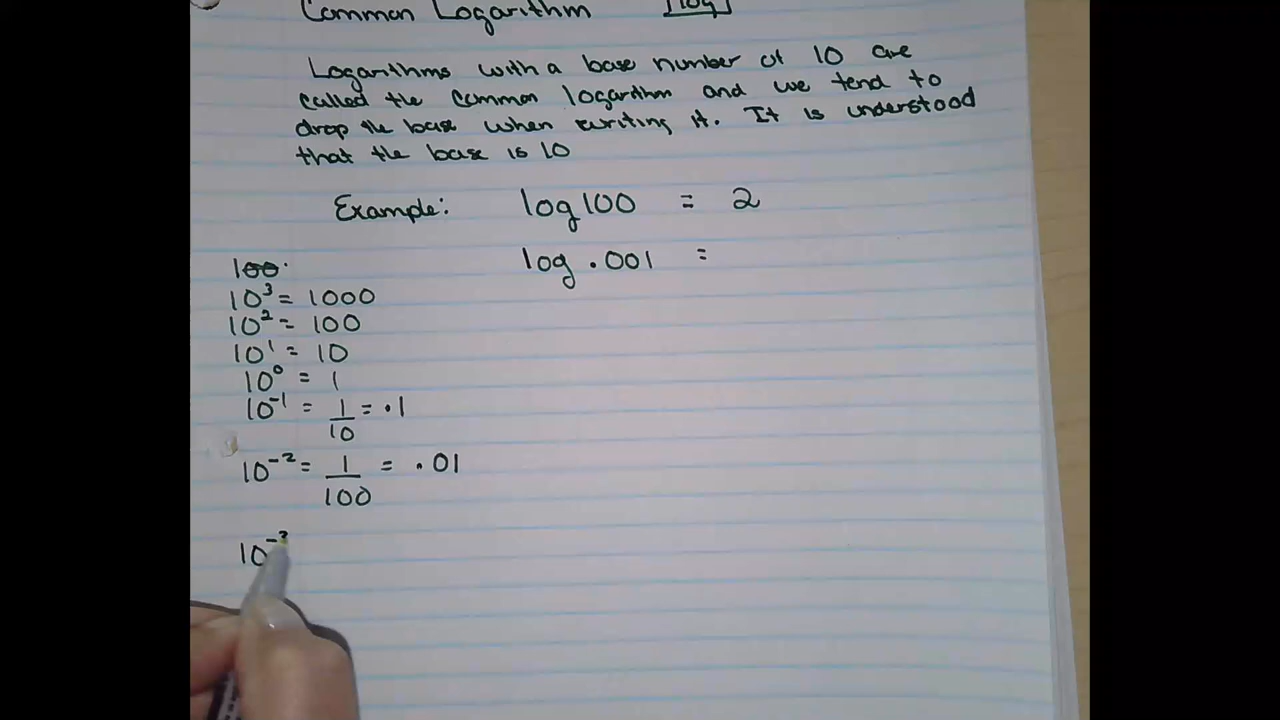 Common Logarithm log
Logarithms with a base number of 10 are
called the common logarithm and we tend to
drop the base when writing it. It is understood
that the base is 10
Example: log100 = 2
log .001 =
100.
10³ = 1000
10² = 100
10¹ = 10
10⁰ = 1
10⁻¹ = 1/10 = .1
10⁻² = 1/100 = .01
10⁻³